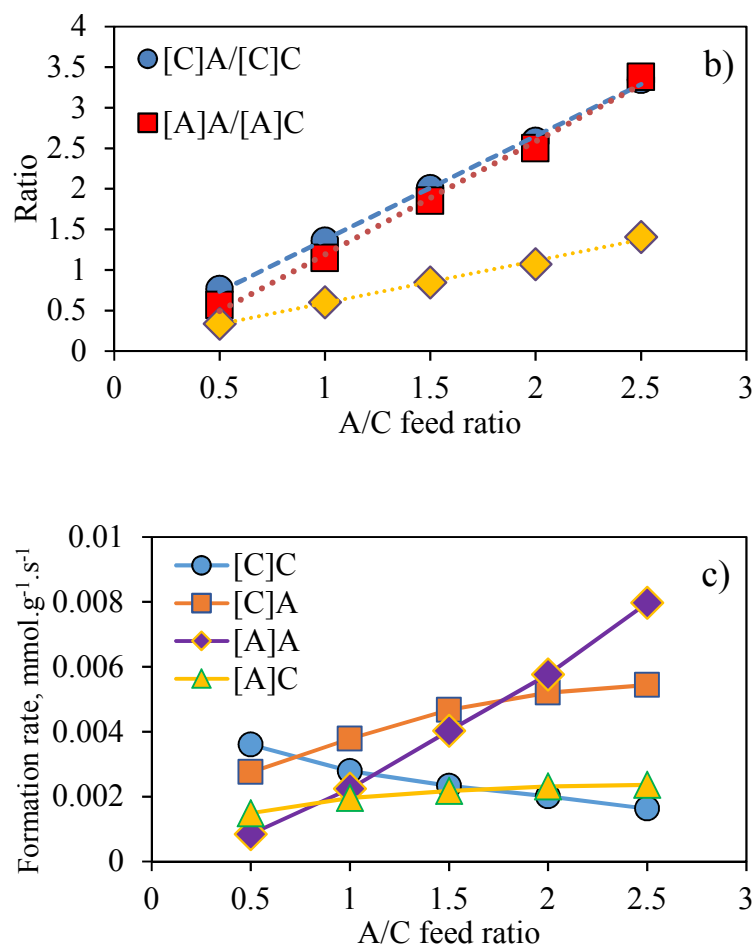 4
3.5
3
2.5
2
1.5
1
0.5
0
[C]A/[C]C
[A]A/[A]C
b)
Ratio
0 0.5 1 1.5 2 2.5 3
A/C feed ratio
0.01
0.008
0.006
0.004
0.002
0
[C]C
[C]A
[A]A
[A]C
c)
Formation rate, mmol.g⁻¹.s⁻¹
0 0.5 1 1.5 2 2.5 3
A/C feed ratio